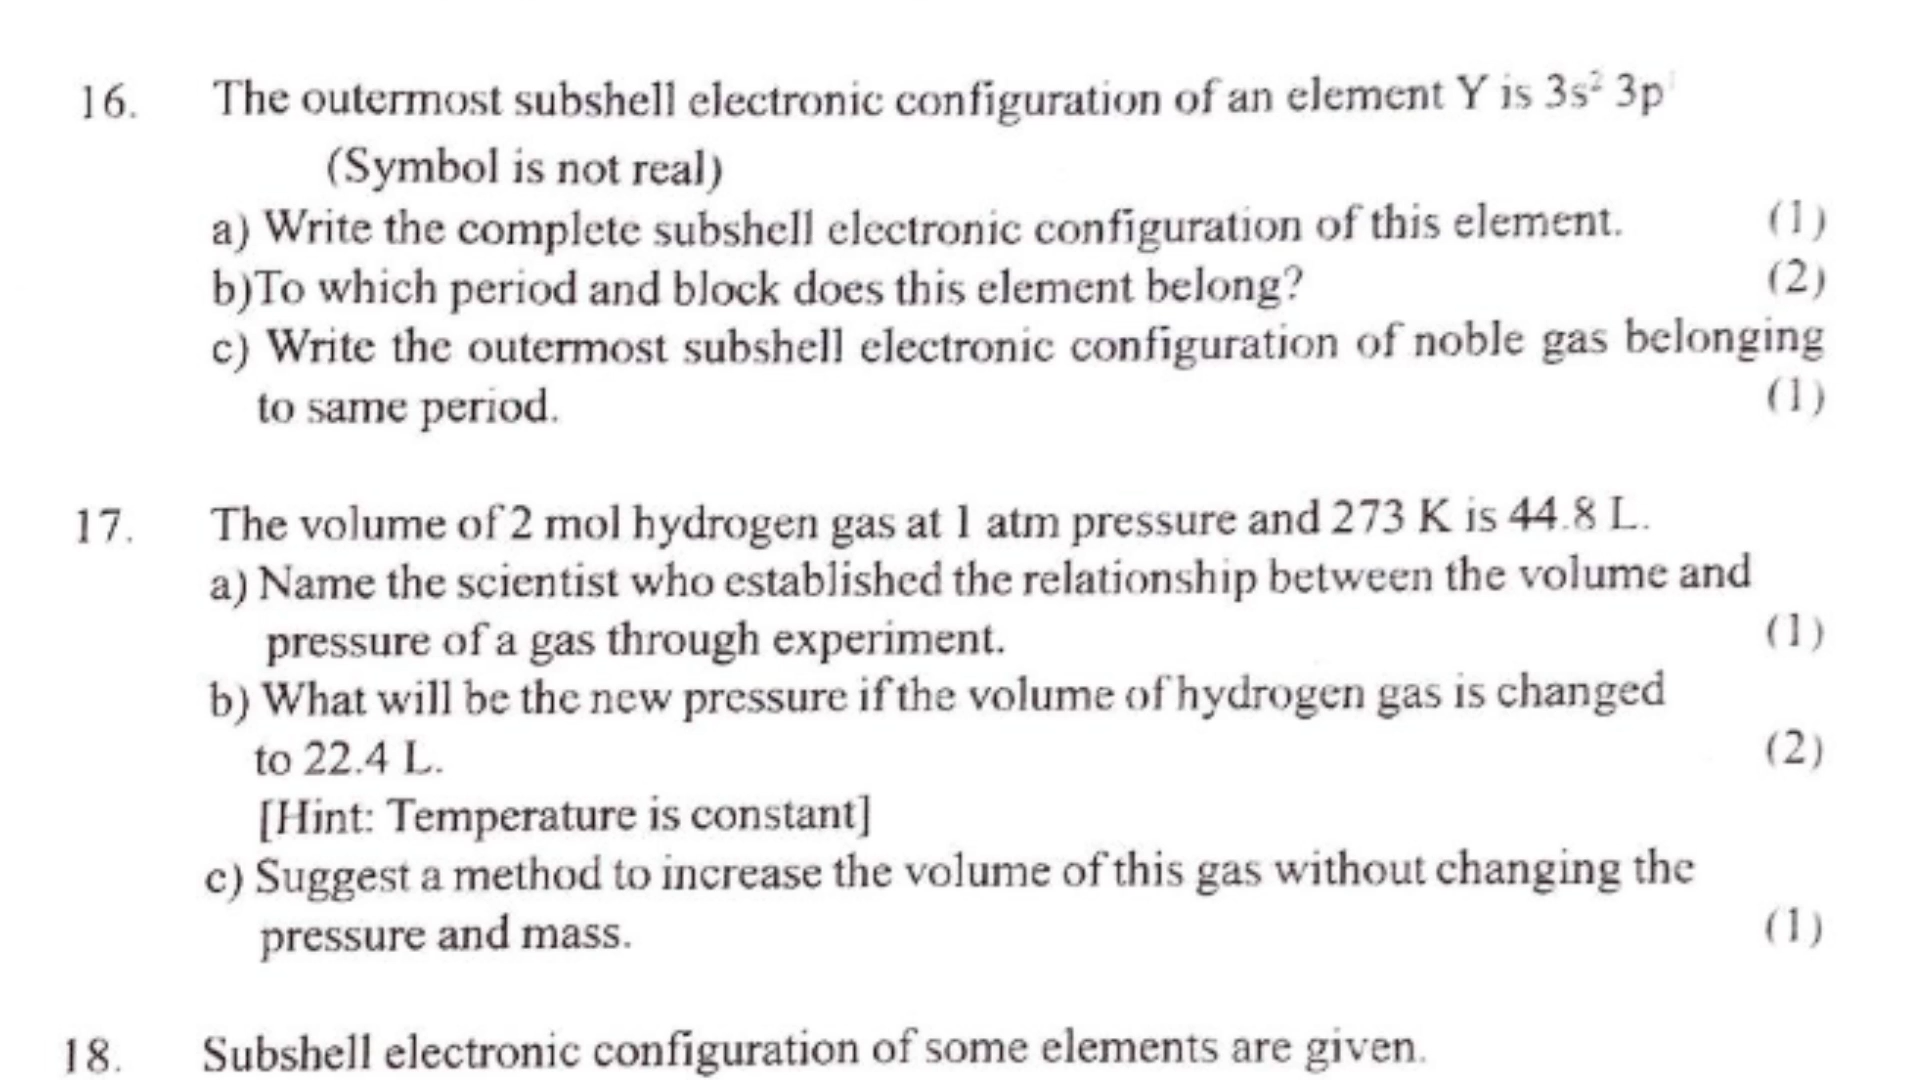 16. The outermost subshell electronic configuration of an element Y is 3s² 3p¹
(Symbol is not real)
a) Write the complete subshell electronic configuration of this element. (1)
b)To which period and block does this element belong? (2)
c) Write the outermost subshell electronic configuration of noble gas belonging
to same period. (1)
17. The volume of 2 mol hydrogen gas at 1 atm pressure and 273 K is 44.8 L.
a) Name the scientist who established the relationship between the volume and
pressure of a gas through experiment. (1)
b) What will be the new pressure if the volume of hydrogen gas is changed
to 22.4 L. (2)
[Hint: Temperature is constant]
c) Suggest a method to increase the volume of this gas without changing the
pressure and mass. (1)
18. Subshell electronic configuration of some elements are given.